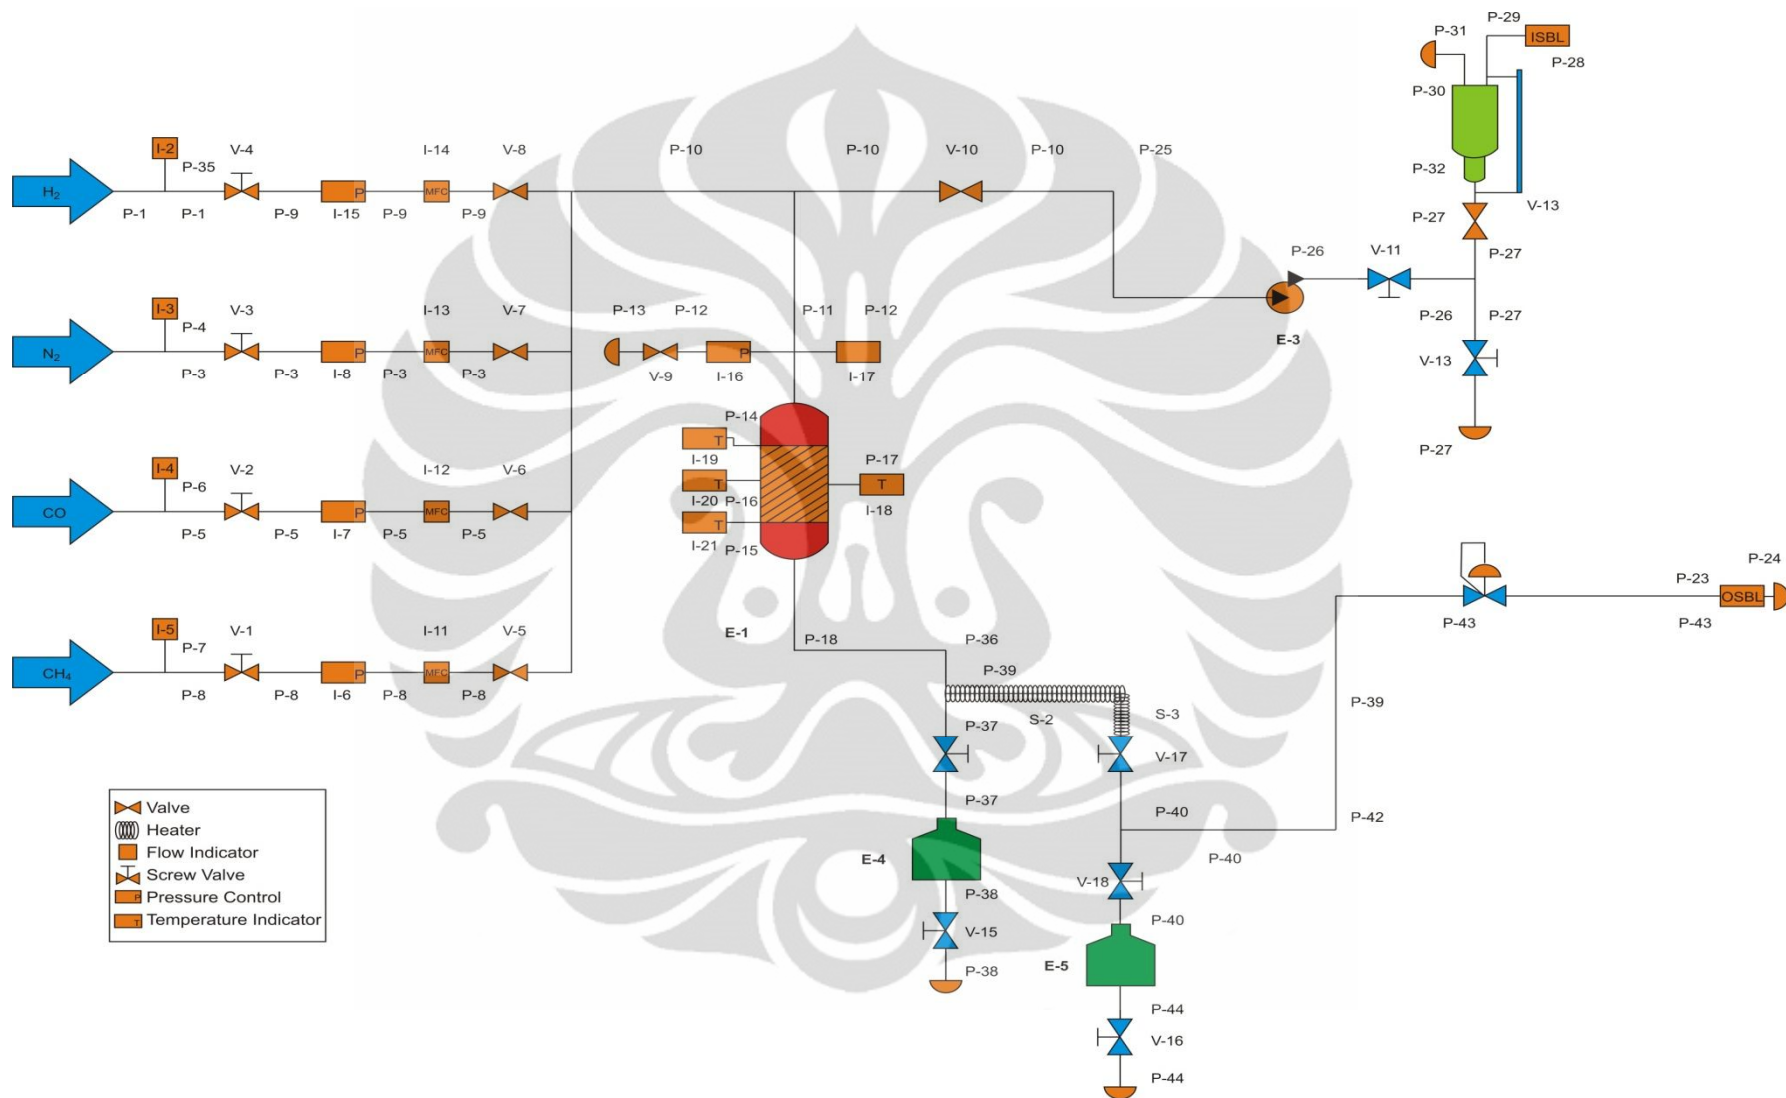 P-29
P-31
ISBL
P-28
P-30
I-2
V-4
I-14
V-8
P-10
P-10
V-10
P-10
P-25
P-35
P-32
H₂
P
MFC
P-1
P-1
P-9
I-15
P-9
P-9
V-13
P-27
P-26
V-11
P-27
I-3
V-3
I-13
V-7
P-13
P-12
P-11
P-12
P-4
P-26
P-27
E-3
N₂
P
MFC
P
P-3
P-3
I-8
P-3
P-3
V-9
I-16
I-17
V-13
P-14
T
I-19
P-27
I-4
V-2
I-12
V-6
P-17
P-6
T
T
I-20
P-16
I-18
CO
P
MFC
T
P-5
P-5
I-7
P-5
P-5
I-21
P-15
P-24
P-23
OSBL
P-43
P-43
I-5
V-1
I-11
V-5
E-1
P-18
P-36
P-7
CH₄
P
MFC
P-39
P-8
P-8
I-6
P-8
P-8
P-39
S-2
S-3
P-37
V-17
P-37
P-40
P-42
Valve
Heater
Flow Indicator
Screw Valve
P
Pressure Control
T
Temperature Indicator
E-4
P-40
V-18
P-38
P-40
V-15
E-5
P-38
P-44
V-16
P-44